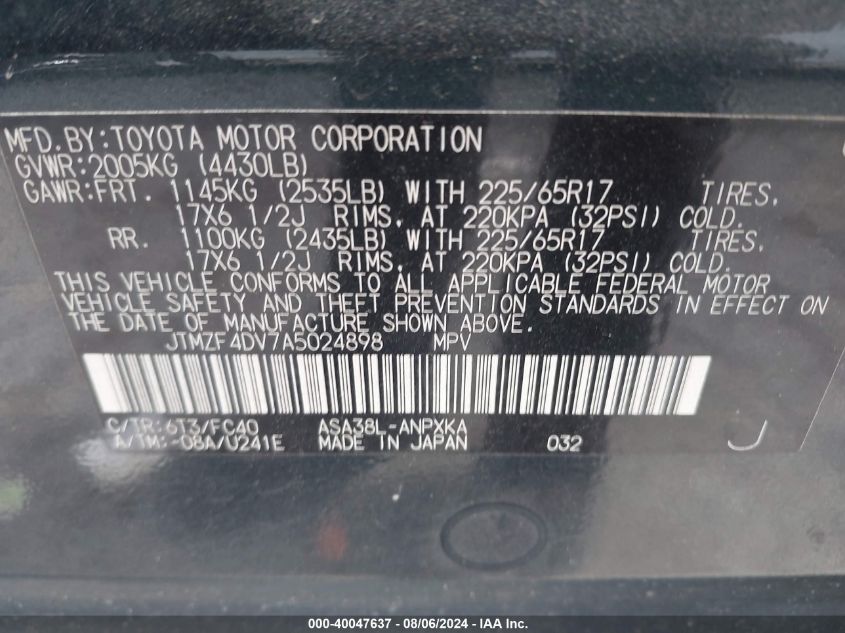 MFD.BY:TOYOTA MOTOR CORPORATION
GVWR:2005KG (4430LB)
GAWR:FRT. 1145KG (2535LB) WITH 225/65R17 TIRES,
17X6 1/2J RIMS, AT 220KPA (32PSI) COLD.
RR. 1100KG (2435LB) WITH 225/65R17 TIRES,
17X6 1/2J RIMS, AT 220KPA (32PSI) COLD.
THIS VEHICLE CONFORMS TO ALL APPLICABLE FEDERAL MOTOR
VEHICLE SAFETY AND THEFT PREVENTION STANDARDS IN EFFECT ON
THE DATE OF MANUFACTURE SHOWN ABOVE.
JTMZF4DV7A5024898 MPV
C/TR:6T3/FC40 ASA38L-ANPXKA
A/TM:-08A/U241E MADE IN JAPAN 032 J
000-40047637 - 08/06/2024 - IAA Inc.